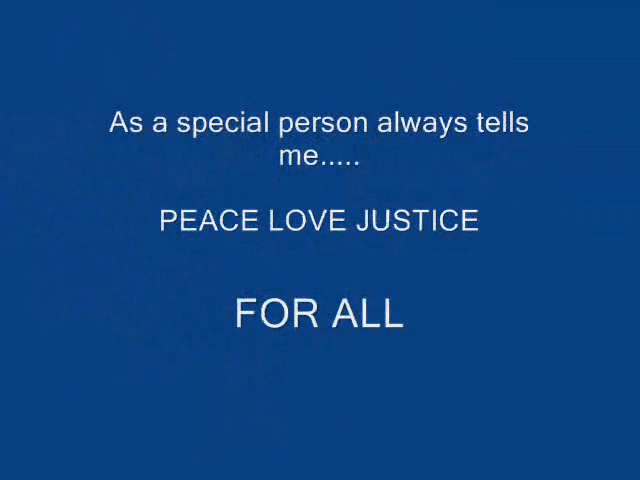 As a special person always tells
me.....
PEACE LOVE JUSTICE
FOR ALL